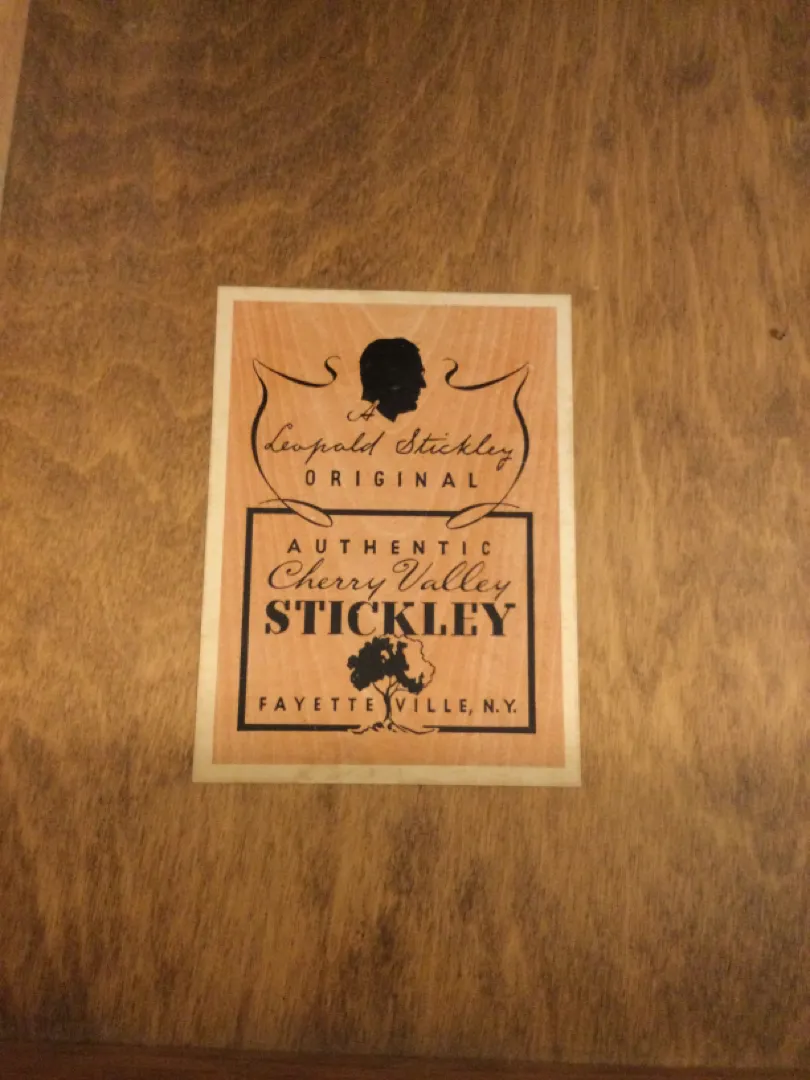 A
Leopold Stickley
ORIGINAL
AUTHENTIC
Cherry Valley
STICKLEY
FAYETTEVILLE, N.Y.